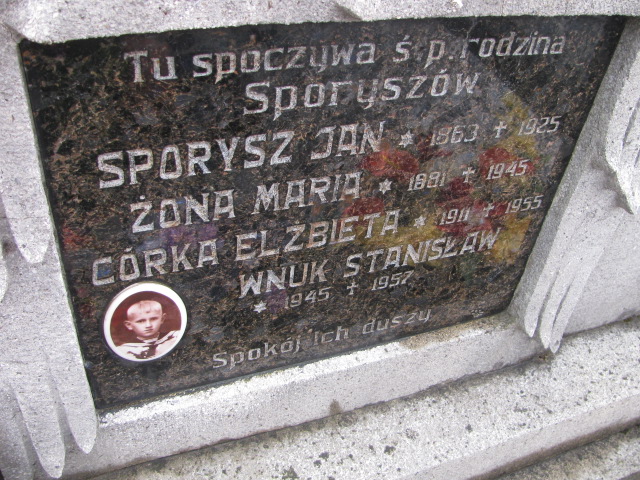 Tu spoczywa ś.p. rodzina
Sporyszów
SPORYSZ JAN * 1863 + 1925
ŻONA MARIA * 1881 + 1945
CÓRKA ELŻBIETA * 1911 + 1955
WNUK STANISŁAW
* 1945 + 1957
Spokój ich duszy